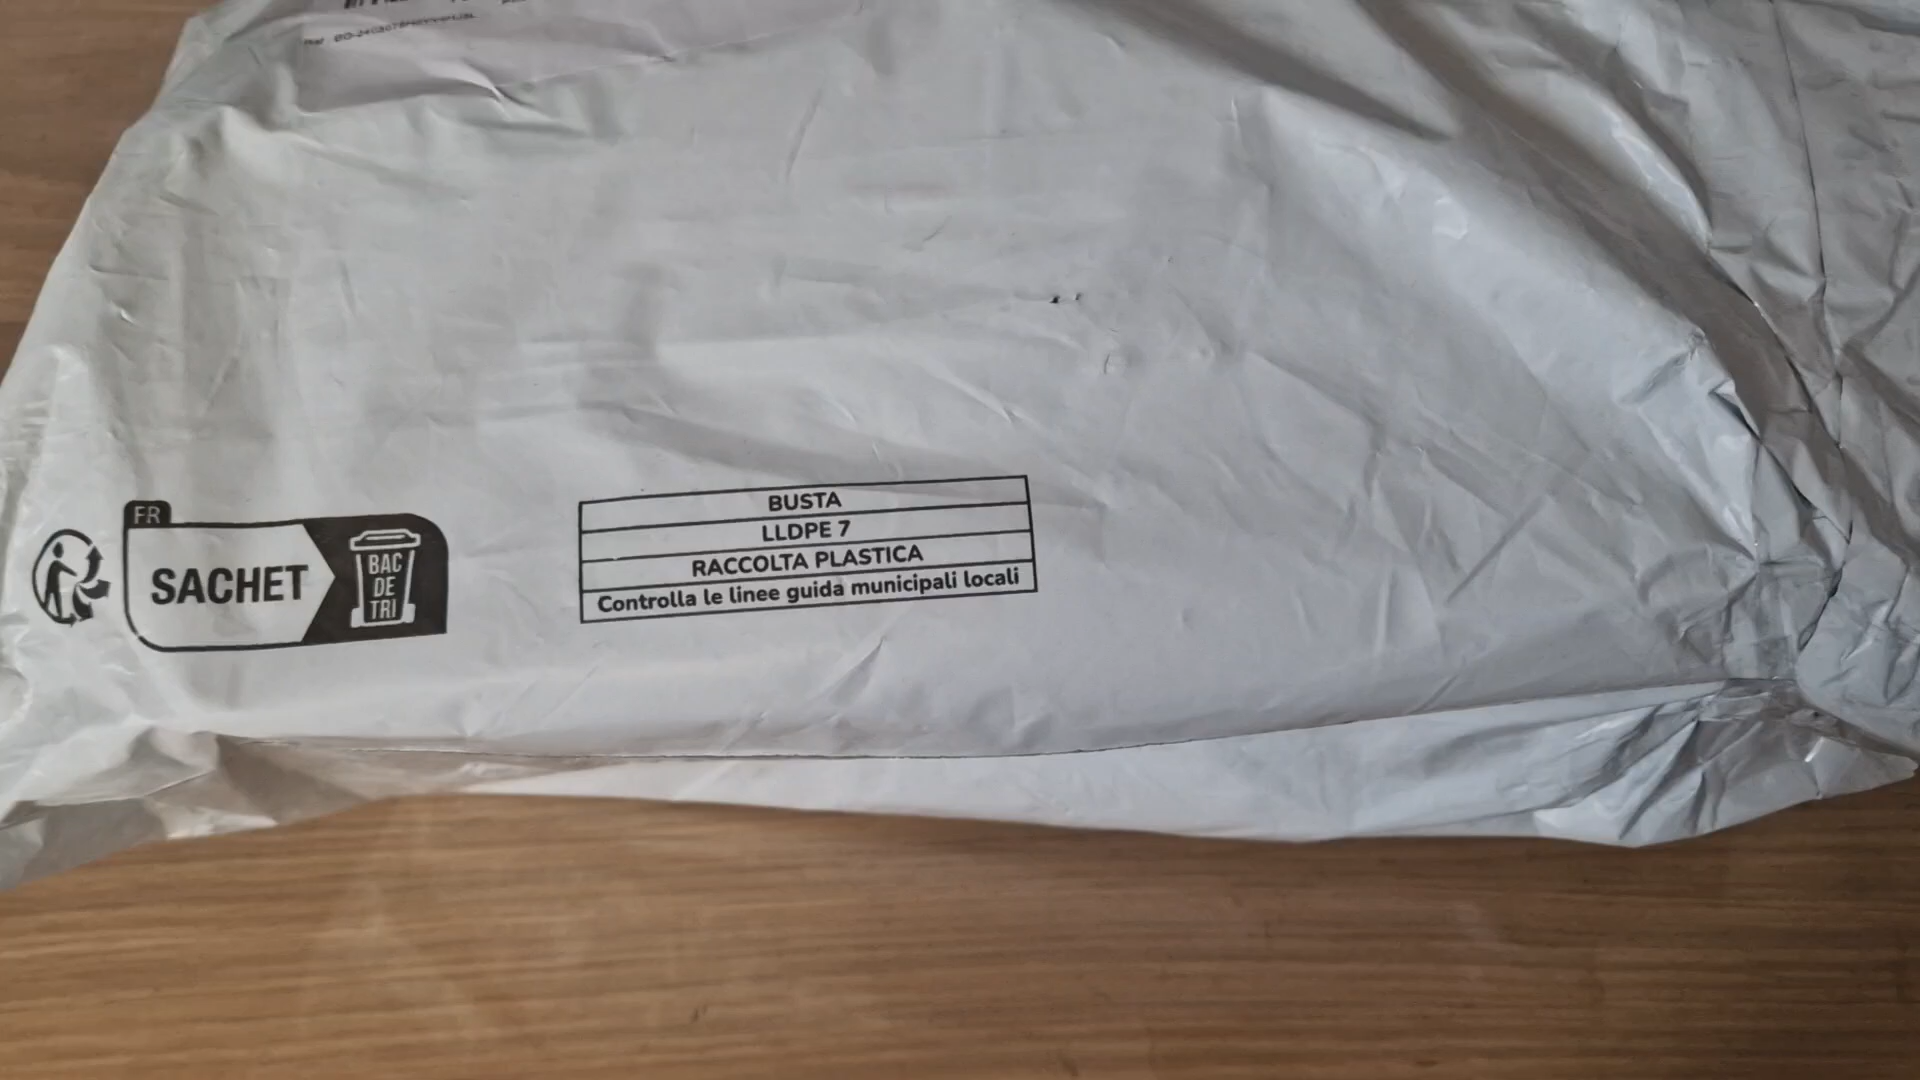 FR
SACHET
BAC
DE
TRI
BUSTA
LLDPE 7
RACCOLTA PLASTICA
Controlla le linee guida municipali locali